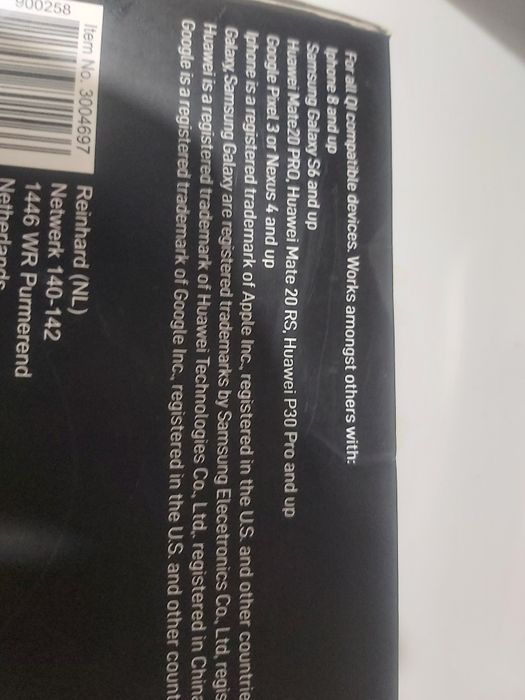 For all QI compatible devices. Works amongst others with:
Iphone 8 and up
Samsung Galaxy S6 and up
Huawei Mate20 PRO, Huawei Mate 20 RS, Huawei P30 Pro and up
Google Pixel 3 or Nexus 4 and up
Iphone is a registered trademark of Apple Inc., registered in the U.S. and other countrie
Galaxy, Samsung Galaxy are registered trademarks by Samsung Elecetronics Co., Ltd, regis
Huawei is a registered trademark of Huawei Technologies Co., Ltd., registered in China
Google is a registered trademark of Google Inc., registered in the U.S. and other count
900258
Item No. 3004697
Reinhard (NL)
Netwerk 140-142
1446 WR Purmerend
Netherlands